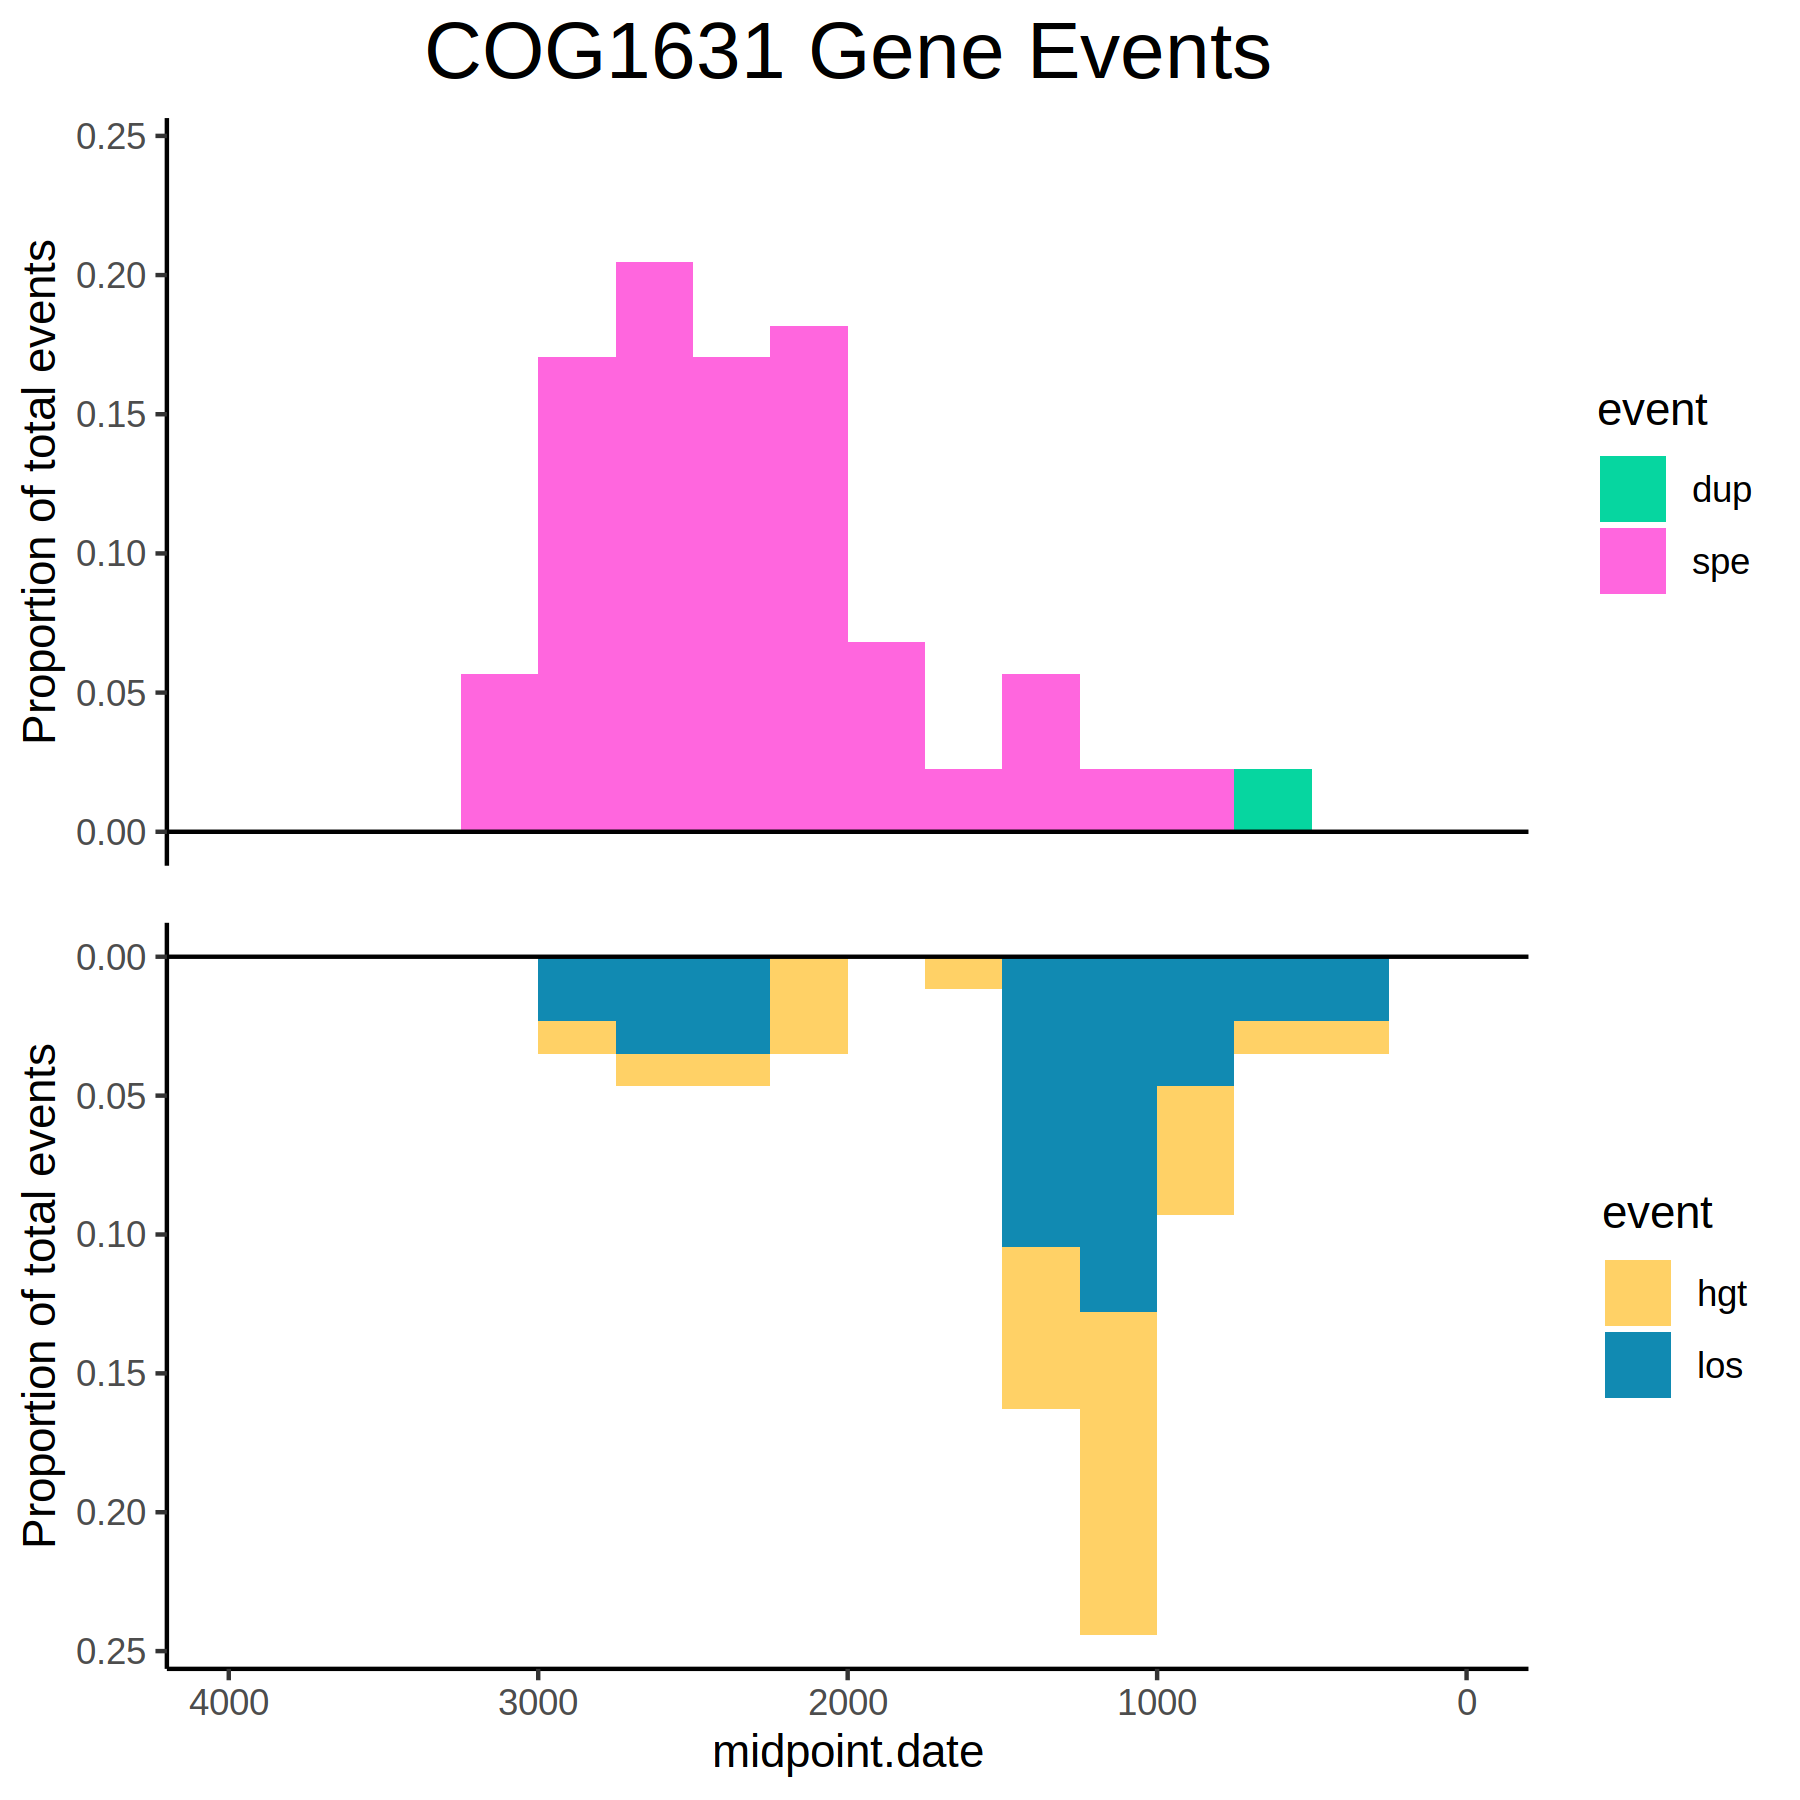 COG1631 Gene Events
Proportion of total events
0.25
0.20
0.15
0.10
0.05
0.00
event
dup
spe
Proportion of total events
0.00
0.05
0.10
0.15
0.20
0.25
event
hgt
los
4000 3000 2000 1000 0
midpoint.date